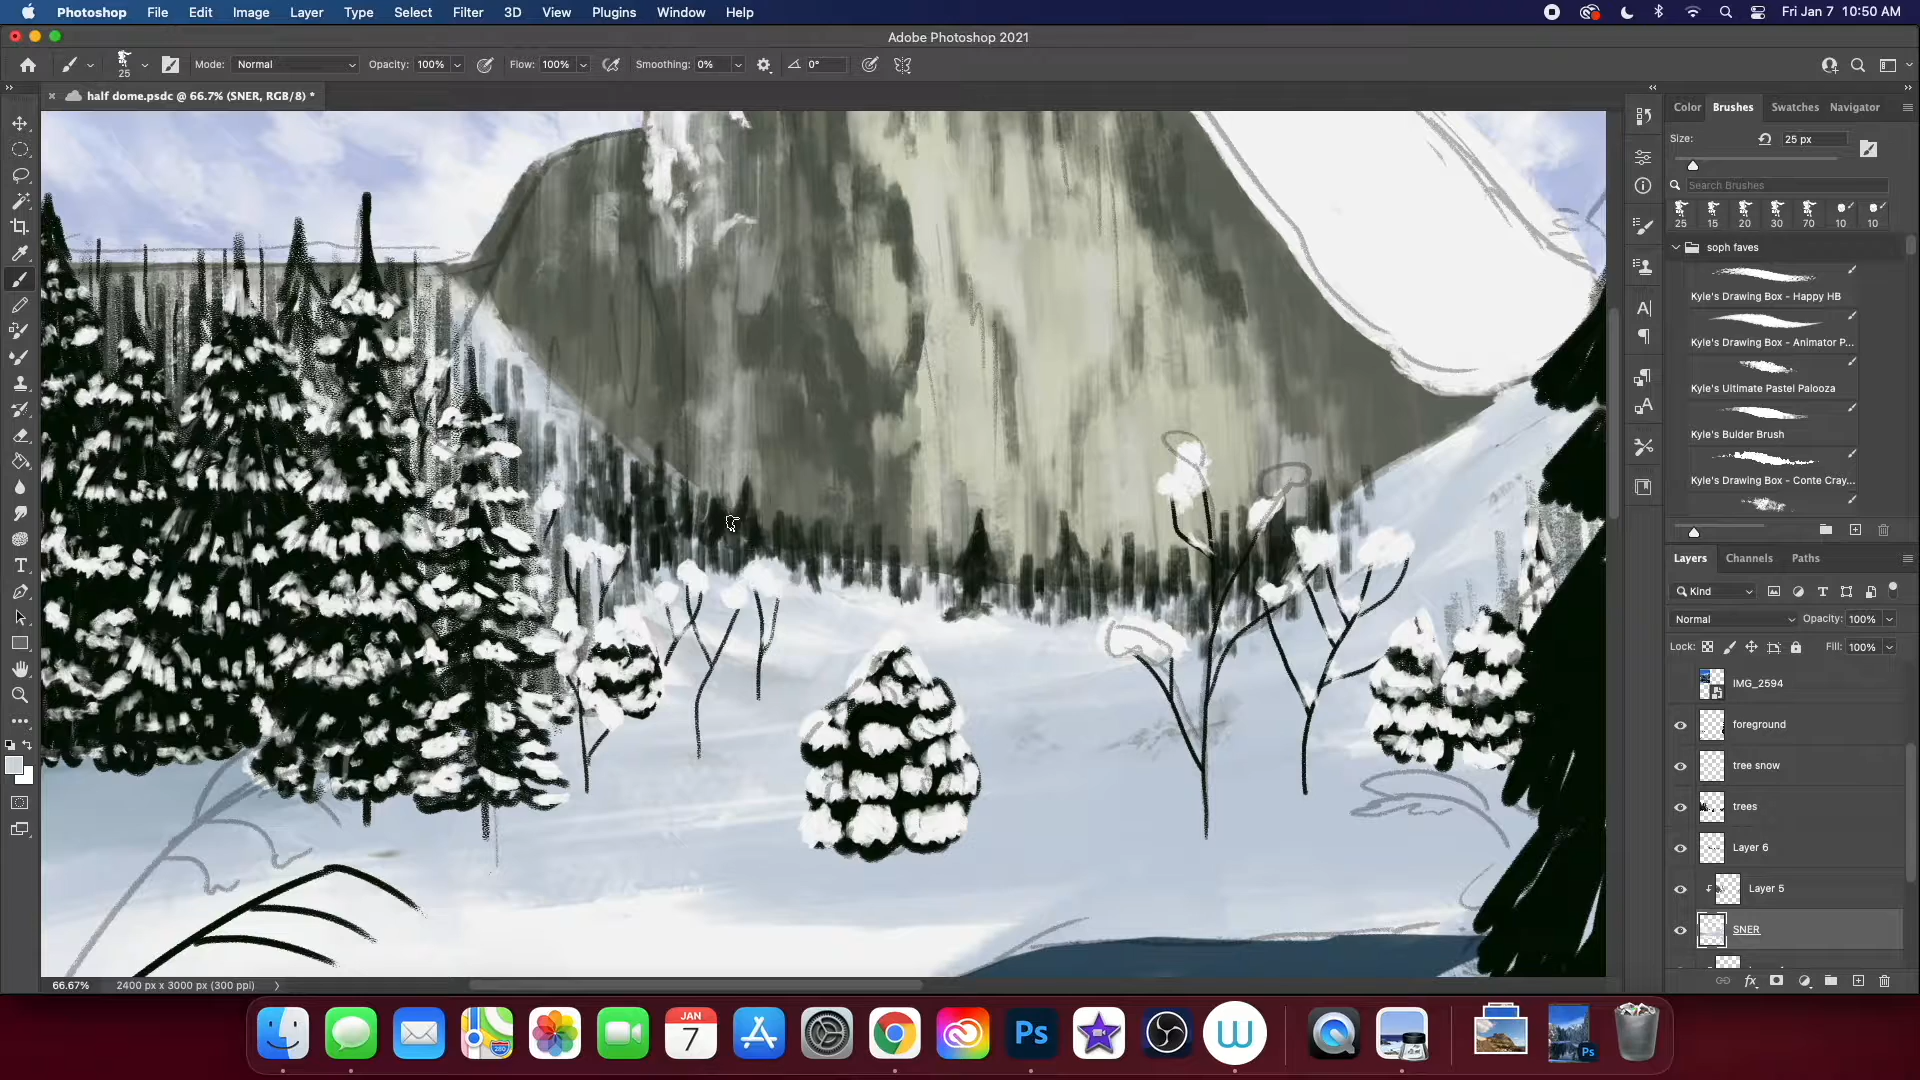 Photoshop File Edit Image Layer Type Select Filter 3D View Plugins Window Help Fri Jan 7 10:50 AM
Adobe Photoshop 2021
25 Mode: Normal Opacity: 100% Flow: 100% Smoothing: 0% 0°
half dome.psdc @ 66.7% (SNER, RGB/8) *
Color Brushes Swatches Navigator
Size: 25 px
Search Brushes
25 15 20 30 70 10 10
soph faves
Kyle's Drawing Box - Happy HB
Kyle's Drawing Box - Animator P...
Kyle's Ultimate Pastel Palooza
Kyle's Bulder Brush
Kyle's Drawing Box - Conte Cray...
Layers Channels Paths
Kind
Normal Opacity: 100%
Lock: Fill: 100%
IMG_2594
foreground
tree snow
trees
Layer 6
Layer 5
SNER
66.67% 2400 px x 3000 px (300 ppi)
JAN
7
Ps
W
Ps